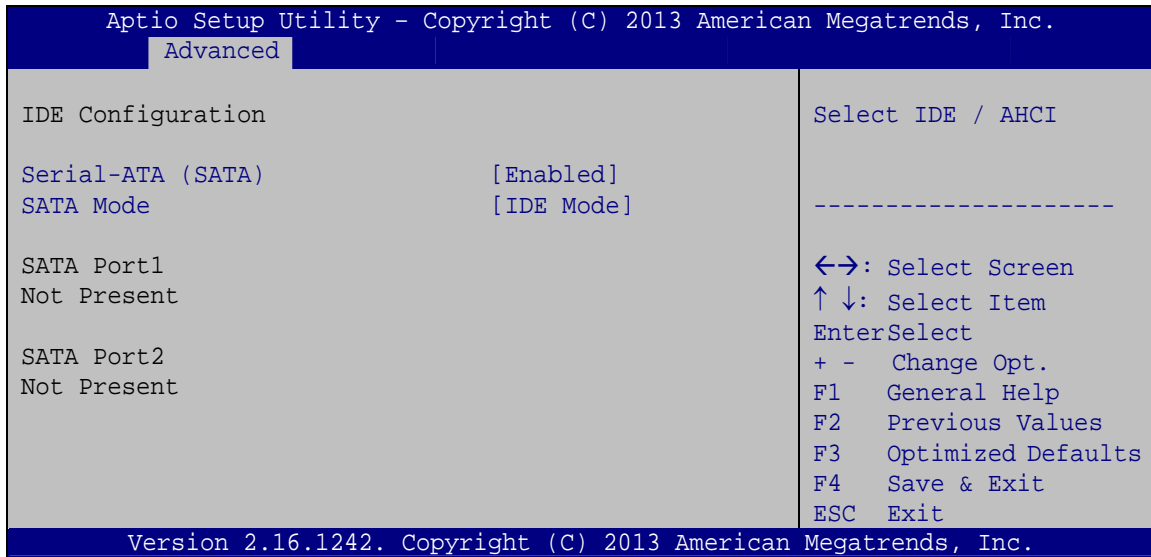 Aptio Setup Utility – Copyright (C) 2013 American Megatrends, Inc.
Advanced
IDE Configuration
Serial-ATA (SATA) [Enabled]
SATA Mode [IDE Mode]
SATA Port1
Not Present
SATA Port2
Not Present
Select IDE / AHCI
---------------------
←→: Select Screen
↑ ↓: Select Item
EnterSelect
+ - Change Opt.
F1 General Help
F2 Previous Values
F3 Optimized Defaults
F4 Save & Exit
ESC Exit
Version 2.16.1242. Copyright (C) 2013 American Megatrends, Inc.